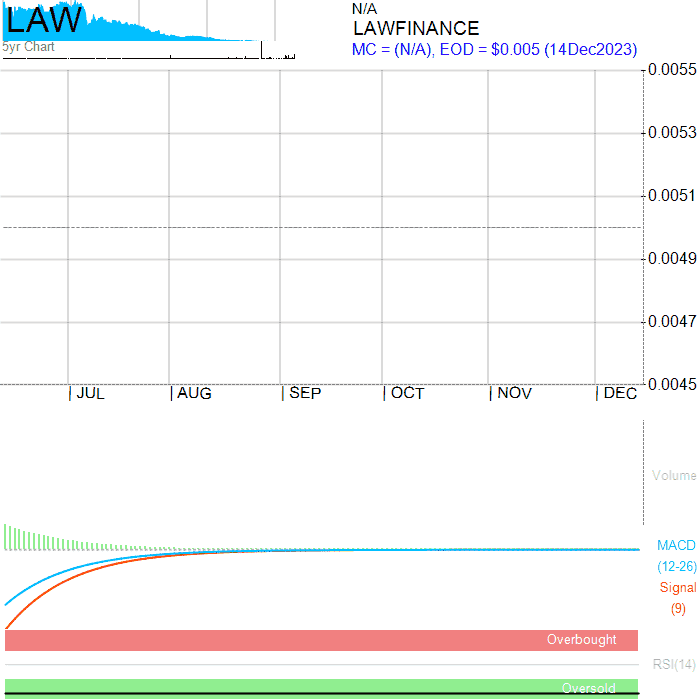 LAW
5yr Chart
N/A
LAWFINANCE
MC = (N/A), EOD = $0.005 (14Dec2023)
0.0055
0.0053
0.0051
0.0049
0.0047
0.0045
JUL AUG SEP OCT NOV DEC
Volume
MACD
(12-26)
Signal
(9)
Overbought
RSI(14)
Oversold